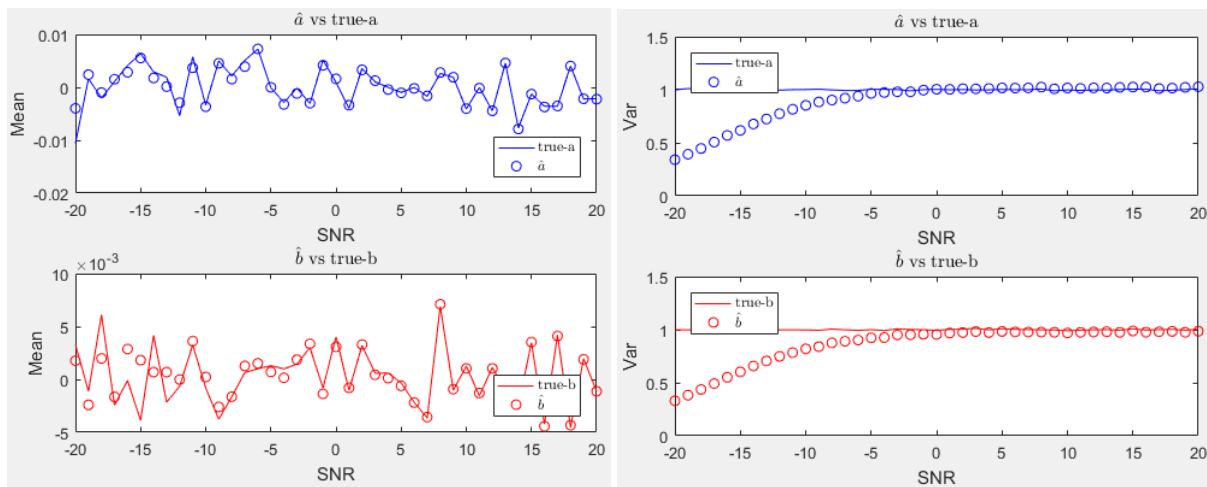 â vs true-a
0.01
0
-0.01
-0.02
Mean
true-a
â
-20 -15 -10 -5 0 5 10 15 20
SNR
b̂ vs true-b
×10⁻³
10
5
0
-5
Mean
true-b
b̂
-20 -15 -10 -5 0 5 10 15 20
SNR
â vs true-a
1.5
1
0.5
0
Var
true-a
â
-20 -15 -10 -5 0 5 10 15 20
SNR
b̂ vs true-b
1.5
1
0.5
0
Var
true-b
b̂
-20 -15 -10 -5 0 5 10 15 20
SNR